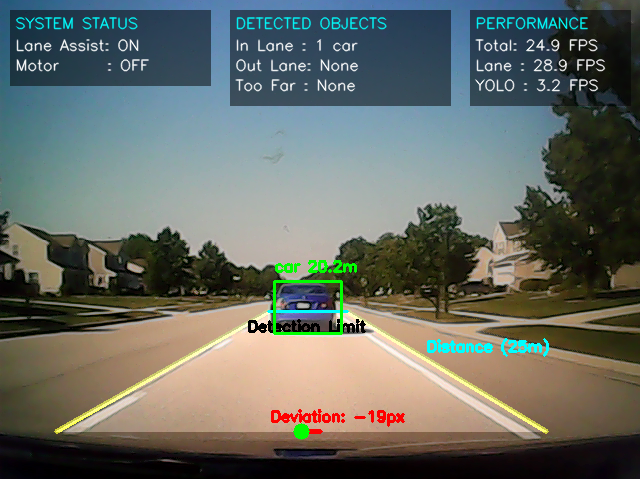 SYSTEM STATUS
Lane Assist: ON
Motor : OFF
DETECTED OBJECTS
In Lane : 1 car
Out Lane: None
Too Far : None
PERFORMANCE
Total: 24.9 FPS
Lane : 28.9 FPS
YOLO : 3.2 FPS
car 20.2m
Detection Limit
Distance (25m)
Deviation: -19px